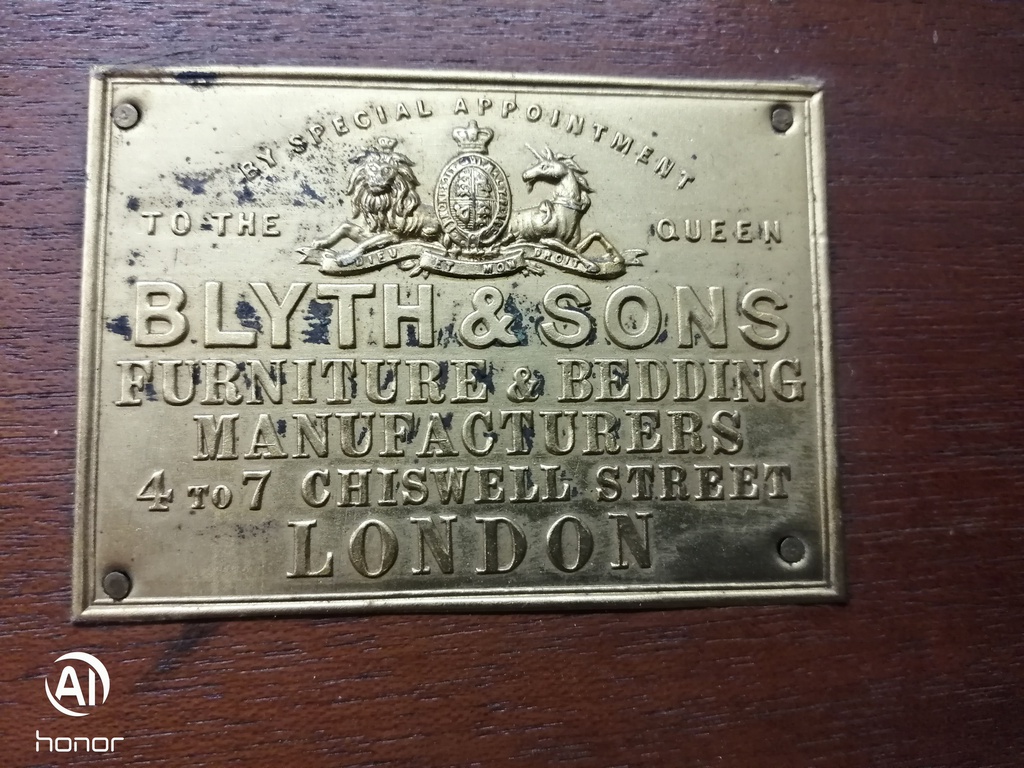 BY SPECIAL APPOINTMENT
TO THE QUEEN
DIEU ET MON DROIT
BLYTH & SONS
FURNITURE & BEDDING
MANUFACTURERS
4 TO 7 CHISWELL STREET
LONDON
AI
honor